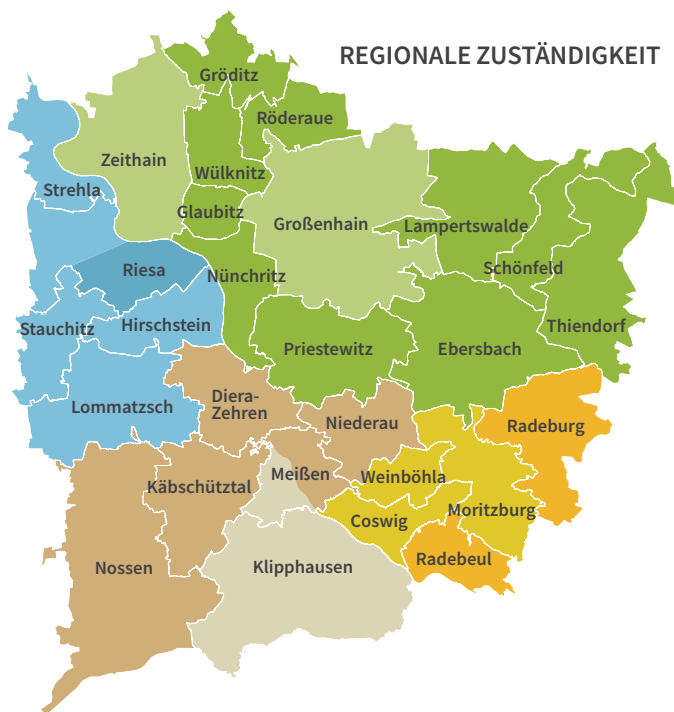 REGIONALE ZUSTÄNDIGKEIT
Gröditz
Röderaue
Zeithain
Wülknitz
Strehla
Glaubitz
Großenhain
Lampertswalde
Riesa
Nünchritz
Schönfeld
Stauchitz
Hirschstein
Thiendorf
Priestewitz
Ebersbach
Lommatzsch
Diera-
Zehren
Niederau
Radeburg
Meißen
Weinböhla
Käbschütztal
Coswig
Moritzburg
Nossen
Klipphausen
Radebeul